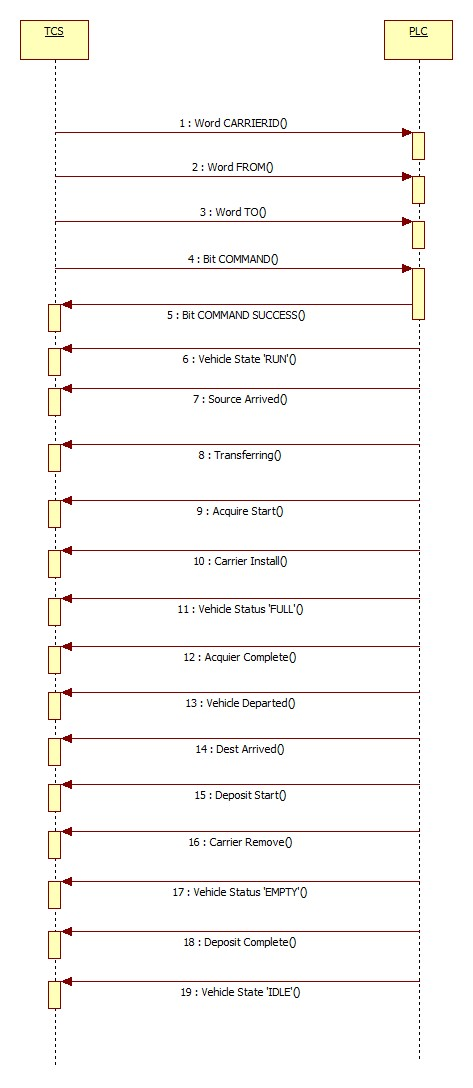 TCS
PLC
1 : Word CARRIERID()
2 : Word FROM()
3 : Word TO()
4 : Bit COMMAND()
5 : Bit COMMAND SUCCESS()
6 : Vehicle State 'RUN'()
7 : Source Arrived()
8 : Transferring()
9 : Acquire Start()
10 : Carrier Install()
11 : Vehicle Status 'FULL'()
12 : Acquier Complete()
13 : Vehicle Departed()
14 : Dest Arrived()
15 : Deposit Start()
16 : Carrier Remove()
17 : Vehicle Status 'EMPTY'()
18 : Deposit Complete()
19 : Vehicle State 'IDLE'()